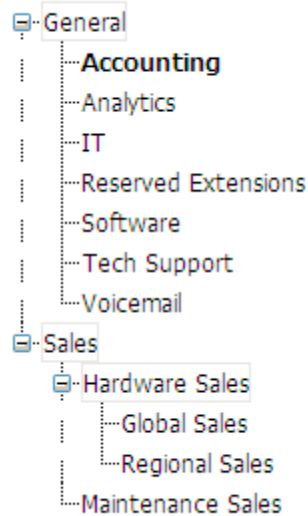 General
Accounting
Analytics
IT
Reserved Extensions
Software
Tech Support
Voicemail
Sales
Hardware Sales
Global Sales
Regional Sales
Maintenance Sales